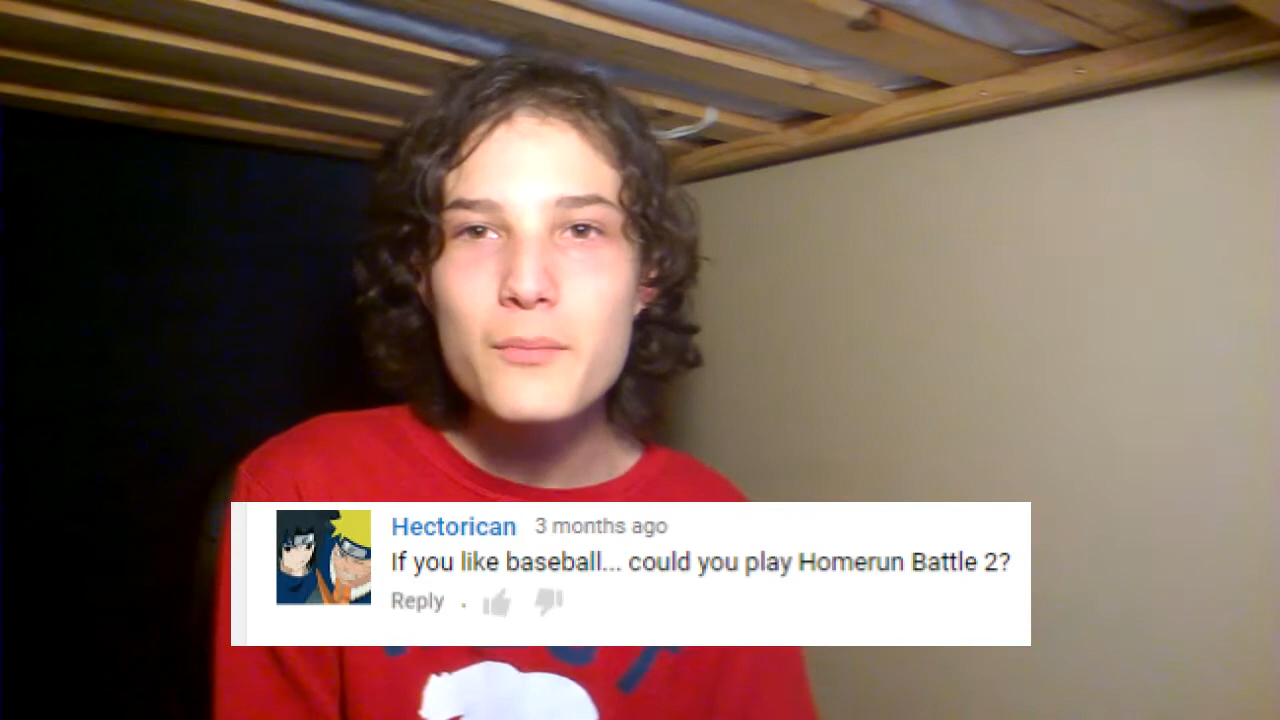 Hectorican 3 months ago
If you like baseball... could you play Homerun Battle 2?
Reply .